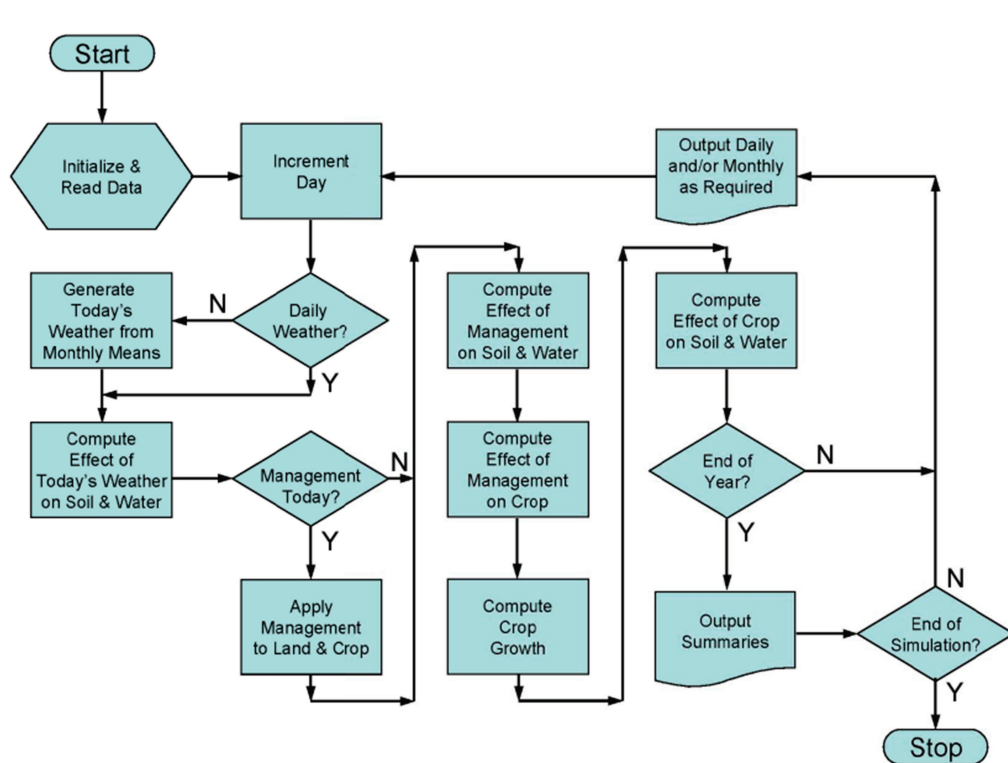 Start
Initialize &
Read Data
Increment
Day
Output Daily
and/or Monthly
as Required
Generate
Today's
Weather from
Monthly Means
N
Daily
Weather?
Y
Compute
Effect of
Today's Weather
on Soil & Water
Management
Today?
N
Y
Apply
Management
to Land & Crop
Compute
Effect of
Management
on Soil & Water
Compute
Effect of
Management
on Crop
Compute
Crop
Growth
Compute
Effect of Crop
on Soil & Water
End of
Year?
N
Y
Output
Summaries
End of
Simulation?
N
Y
Stop